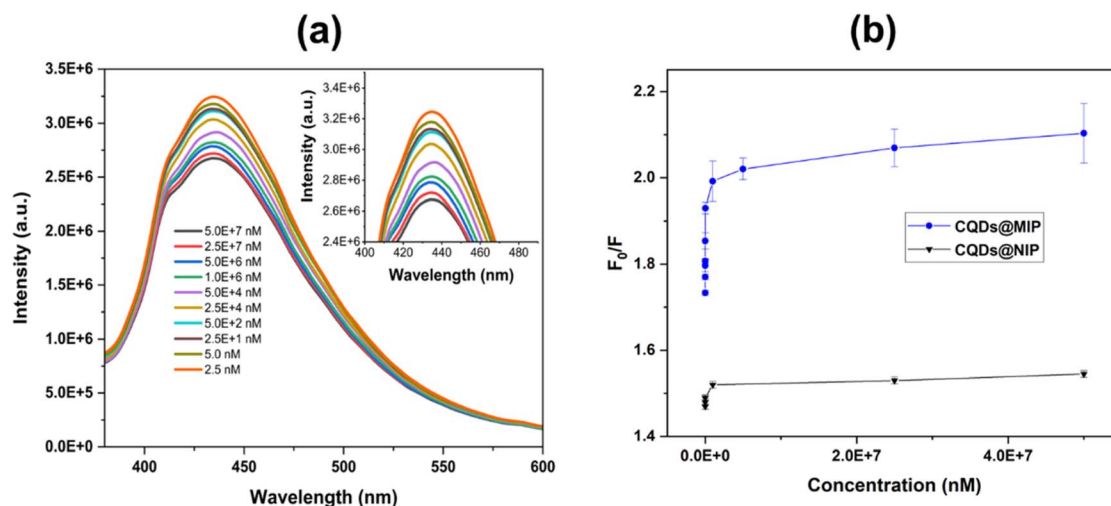 (a)
Intensity (a.u.)
3.5E+6
3.0E+6
2.5E+6
2.0E+6
1.5E+6
1.0E+6
5.0E+5
0.0E+0
400
450
500
550
600
Wavelength (nm)
5.0E+7 nM
2.5E+7 nM
5.0E+6 nM
1.0E+6 nM
5.0E+4 nM
2.5E+4 nM
5.0E+2 nM
2.5E+1 nM
5.0 nM
2.5 nM
Intensity (a.u.)
3.4E+6
3.2E+6
3.0E+6
2.8E+6
2.6E+6
2.4E+6
400
420
440
460
480
Wavelength (nm)
(b)
F₀/F
2.2
2.0
1.8
1.6
1.4
0.0E+0
2.0E+7
4.0E+7
Concentration (nM)
CQDs@MIP
CQDs@NIP